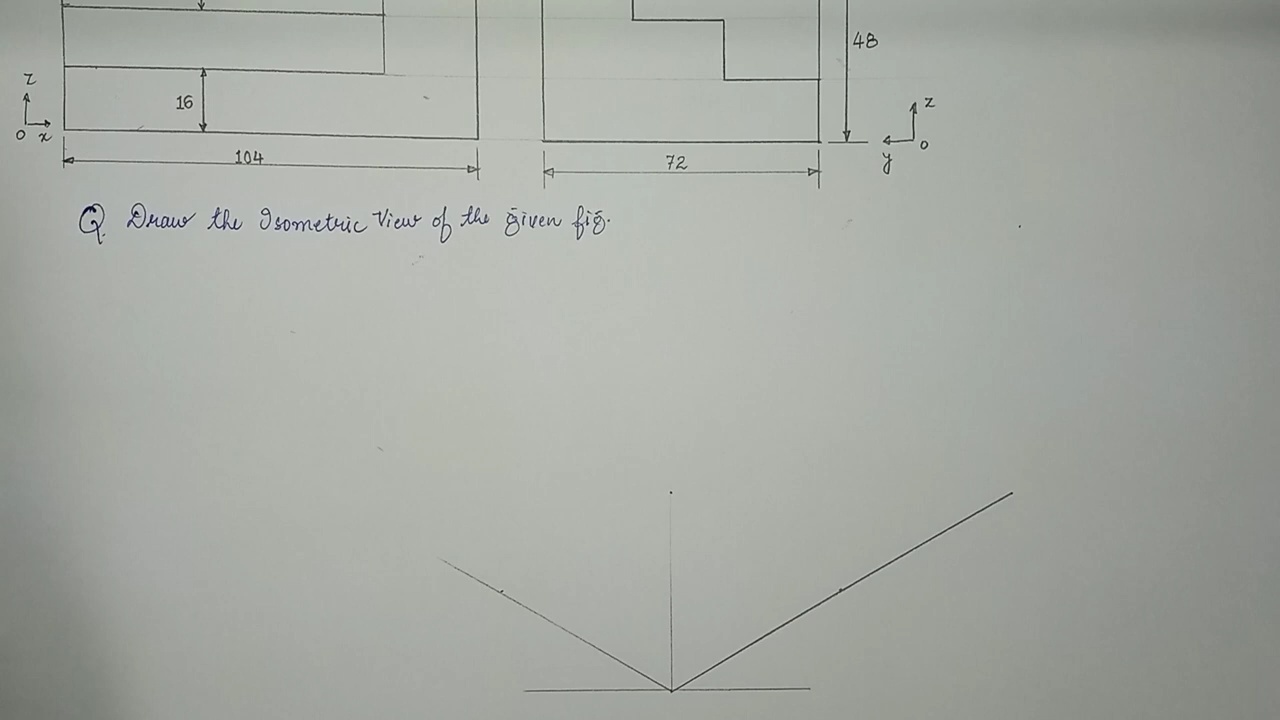 48
z
16
z
o x
y o
104
72
Q. Draw the Isometric View of the given fig.